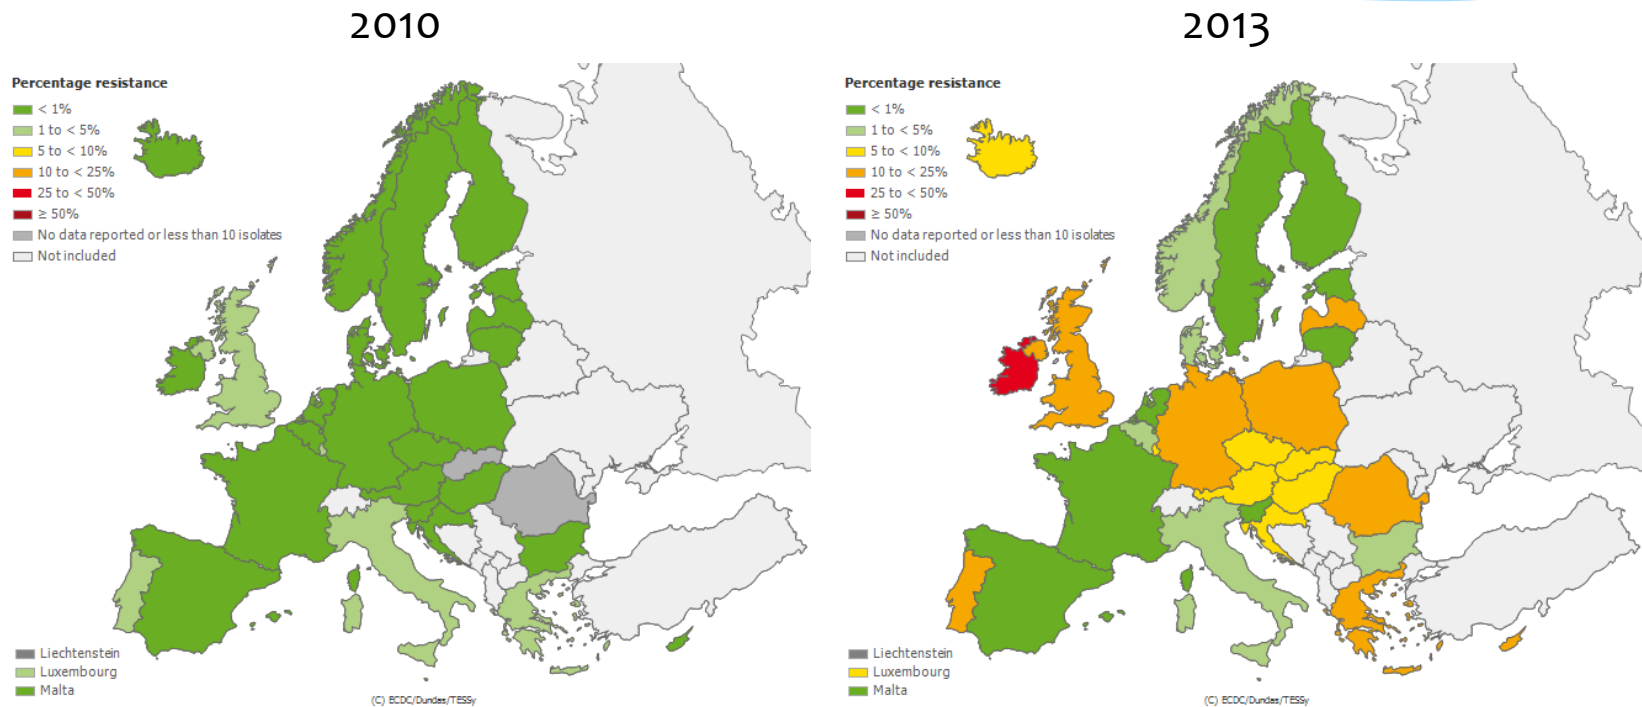 2010
Percentage resistance
< 1%
1 to < 5%
5 to < 10%
10 to < 25%
25 to < 50%
≥ 50%
No data reported or less than 10 isolates
Not included
Liechtenstein
Luxembourg
Malta
(C) ECDC/Dundas/TESSy
2013
Percentage resistance
< 1%
1 to < 5%
5 to < 10%
10 to < 25%
25 to < 50%
≥ 50%
No data reported or less than 10 isolates
Not included
Liechtenstein
Luxembourg
Malta
(C) ECDC/Dundas/TESSy